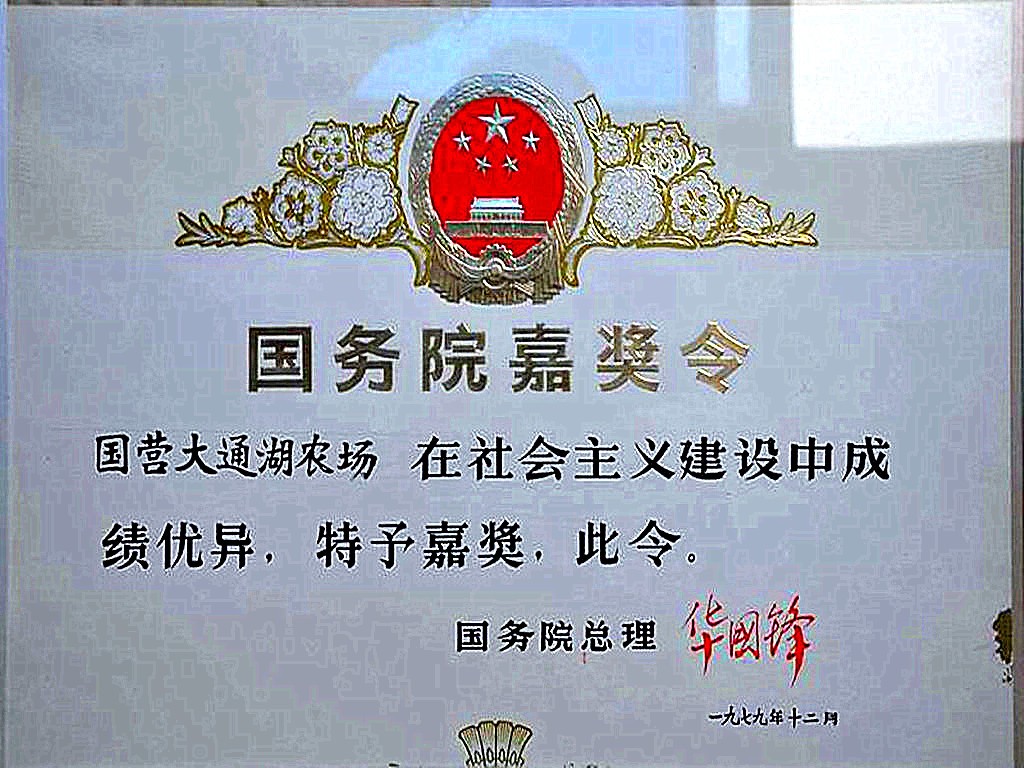 国务院嘉奖令
国营大通湖农场 在社会主义建设中成
绩优异，特予嘉奖，此令。
国务院总理 华国锋
一九七九年十二月